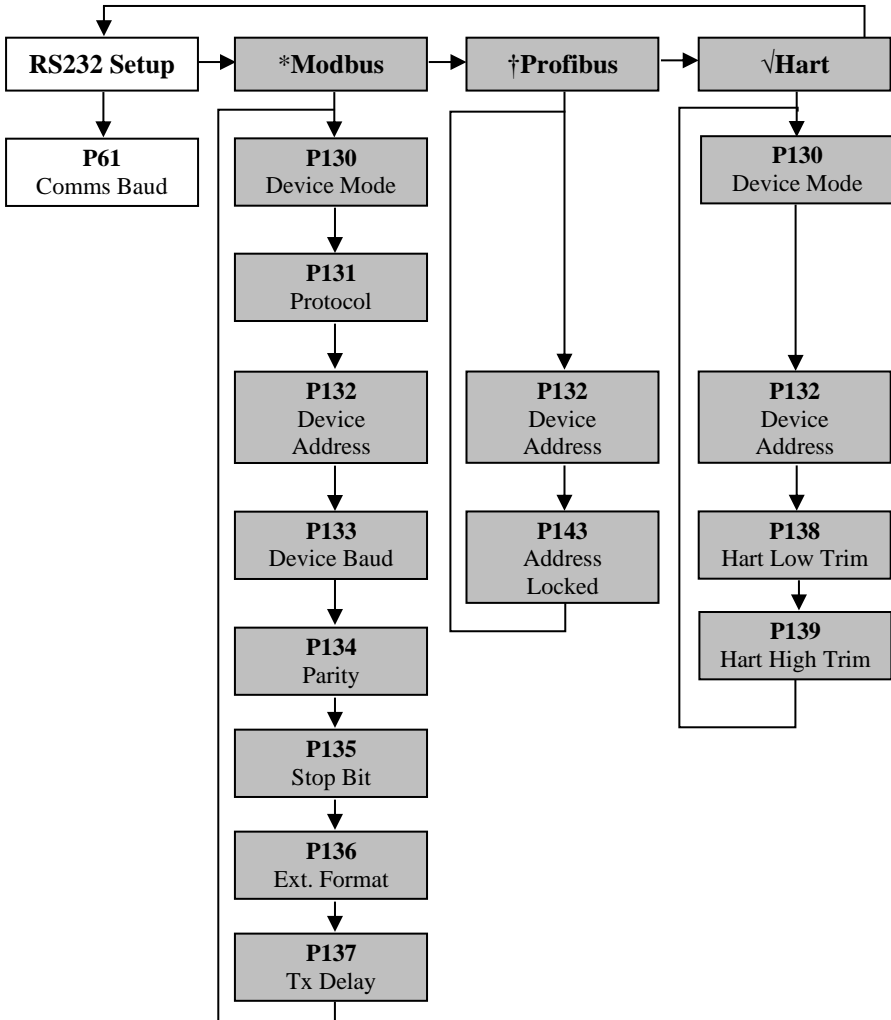 RS232 Setup
*Modbus
†Profibus
√Hart
P61
Comms Baud
P130
Device Mode
P131
Protocol
P132
Device
Address
P133
Device Baud
P134
Parity
P135
Stop Bit
P136
Ext. Format
P137
Tx Delay
P132
Device
Address
P143
Address
Locked
P130
Device Mode
P132
Device
Address
P138
Hart Low Trim
P139
Hart High Trim